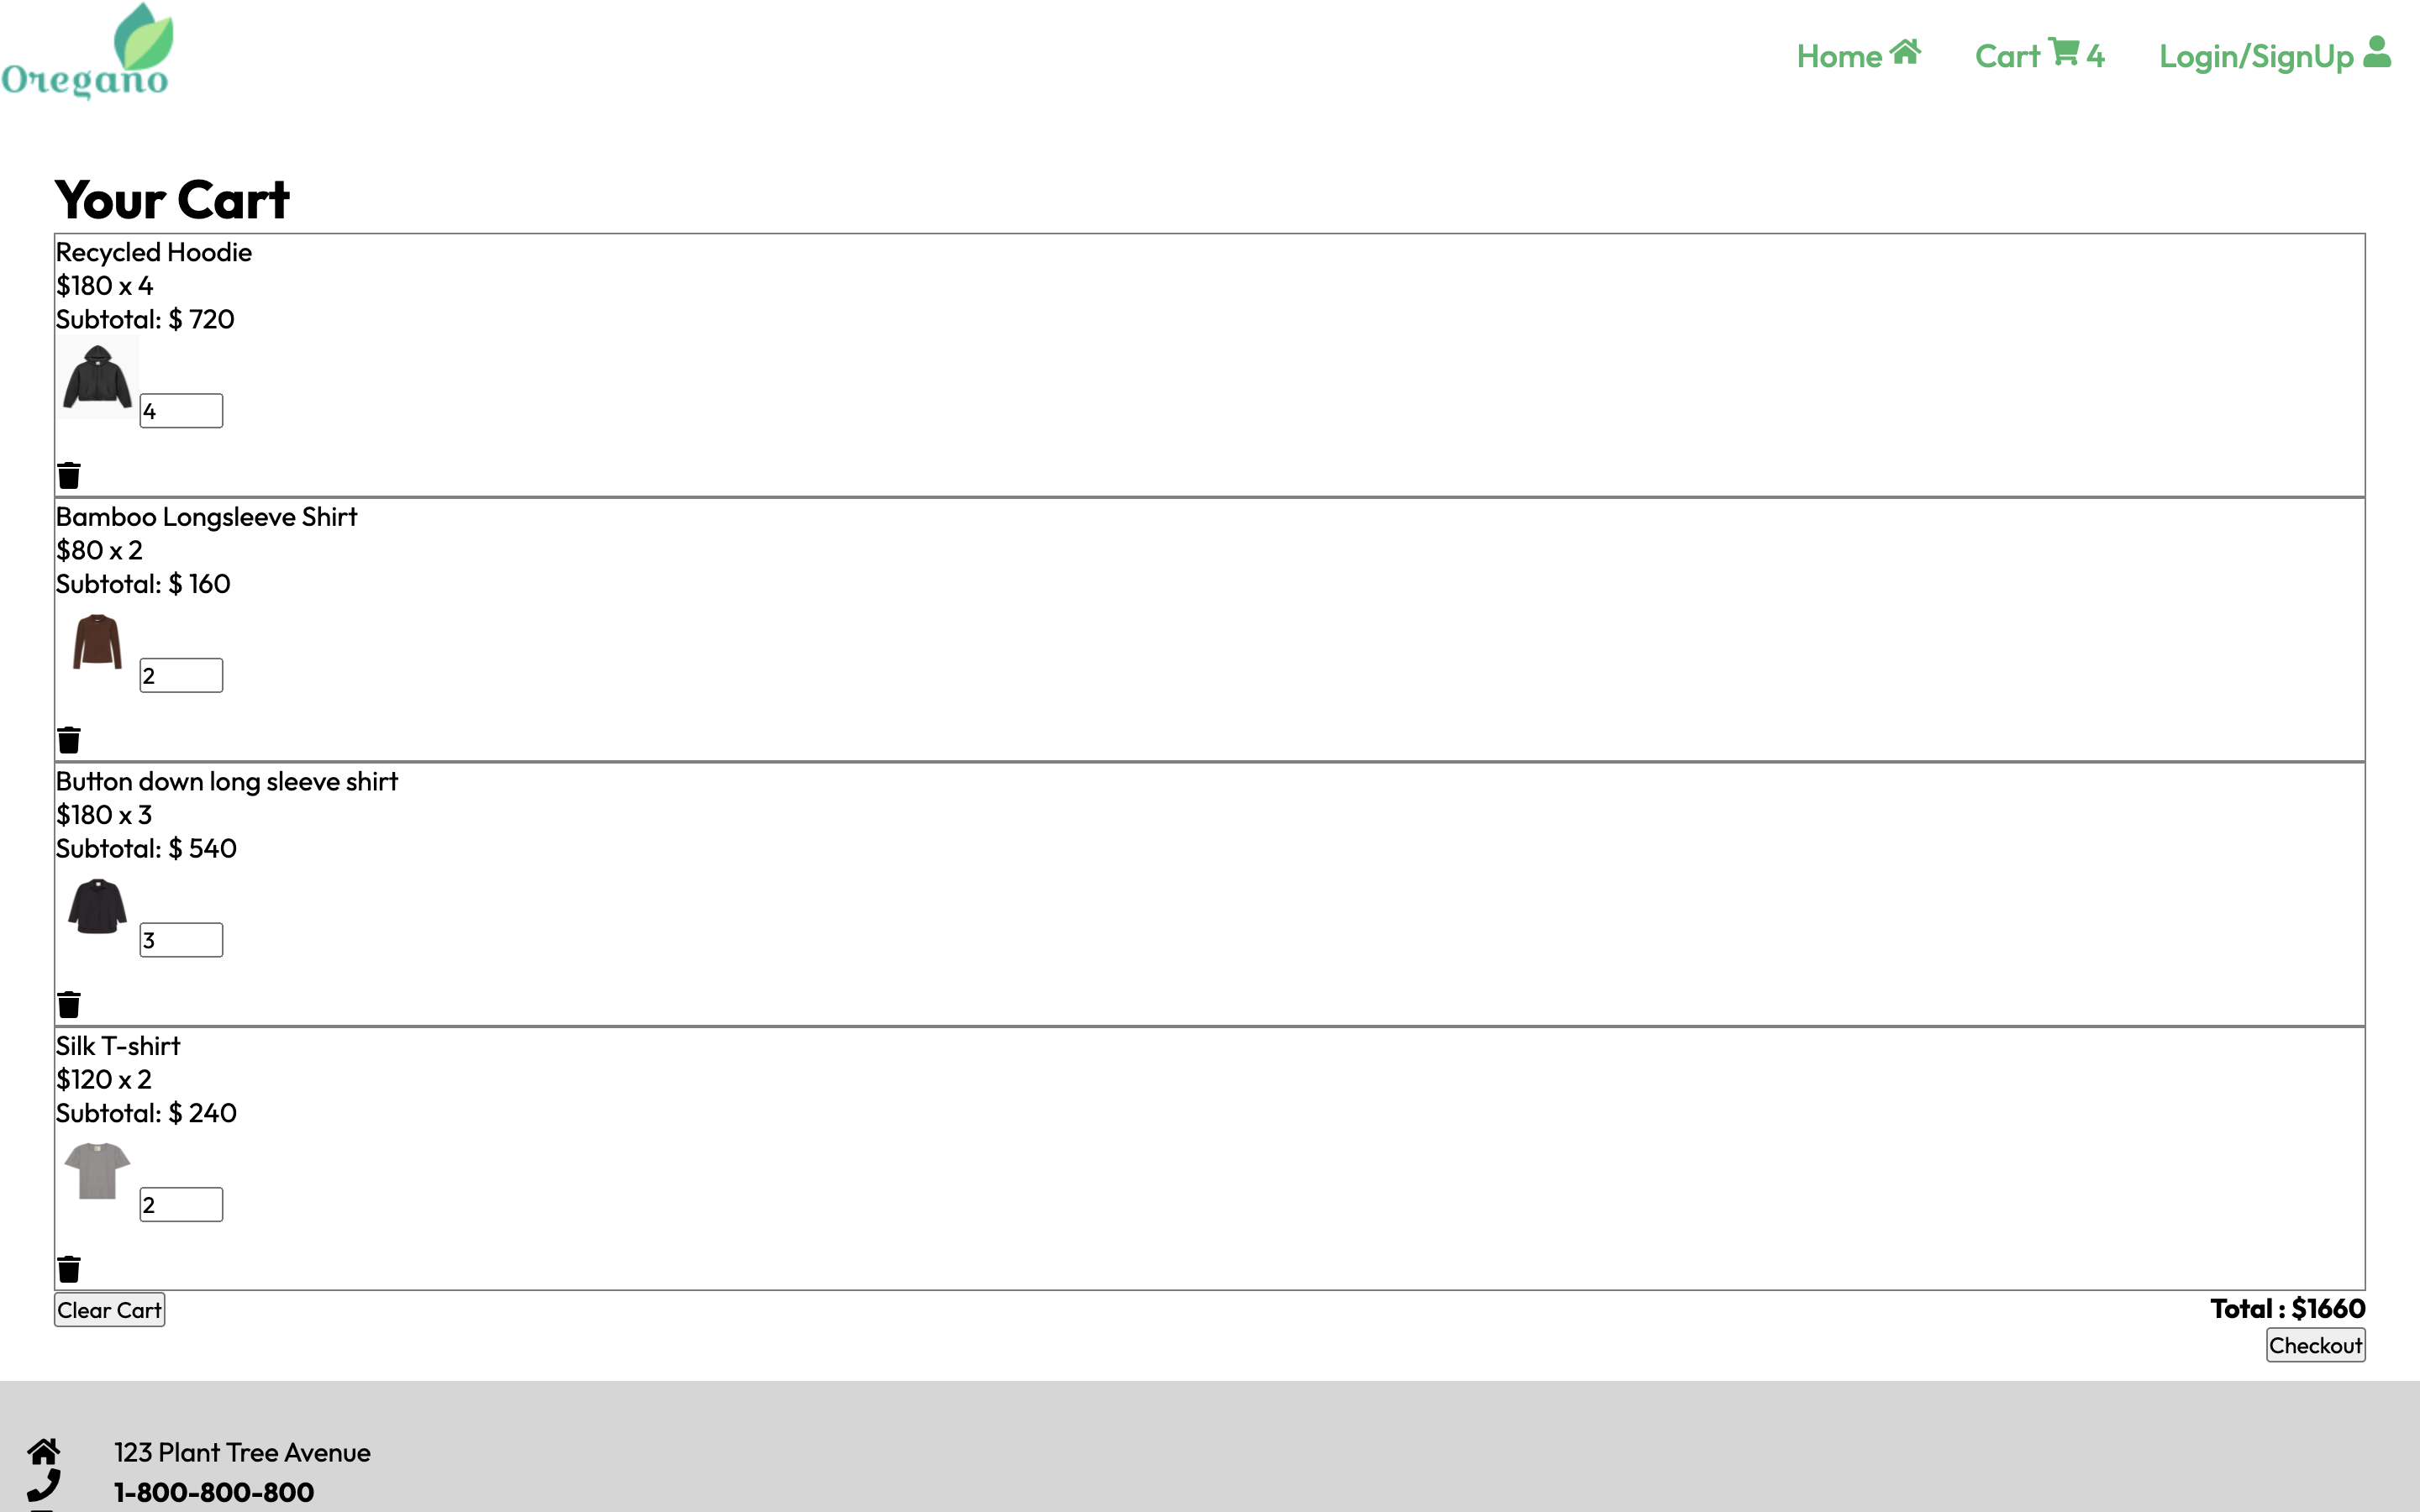 Oregano
Home Cart 4 Login/SignUp
Your Cart
Recycled Hoodie
$180 x 4
Subtotal: $ 720
4
Bamboo Longsleeve Shirt
$80 x 2
Subtotal: $ 160
2
Button down long sleeve shirt
$180 x 3
Subtotal: $ 540
3
Silk T-shirt
$120 x 2
Subtotal: $ 240
2
Clear Cart
Total : $1660
Checkout
123 Plant Tree Avenue
1-800-800-800